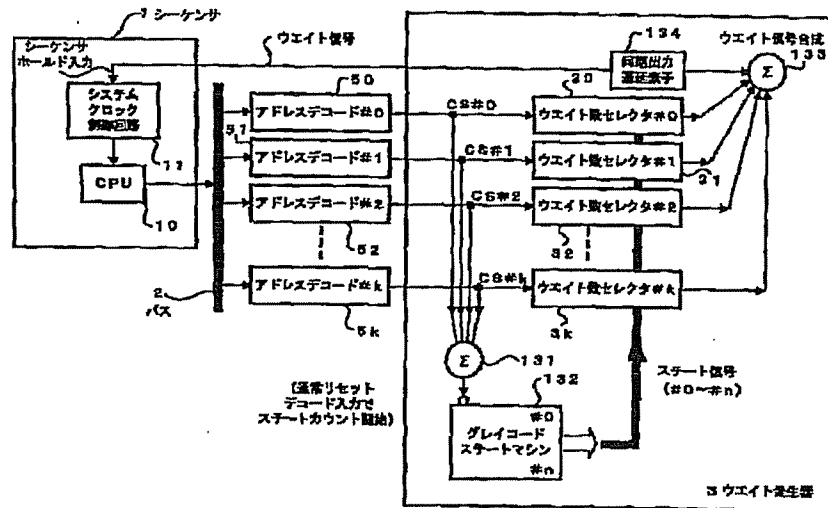 1 シーケンサ
シーケンサ
ホールド入力
システム
クロック
制御回路
11
CPU
10
2
バス
ウエイト信号
50
アドレスデコード#0
51
アドレスデコード#1
アドレスデコード#2
52
アドレスデコード#k
5k
(通常リセット
デコード入力で
ステートカウント開始)
CS#0
CS#1
CS#2
CS#k
134
回路出力
遅延素子
ウエイト信号合成
133
Σ
30
ウエイト数セレクタ#0
ウエイト数セレクタ#1
31
ウエイト数セレクタ#2
32
ウエイト数セレクタ#k
3k
Σ
131
132
#0
グレイコード
ステートマシン
#n
ステート信号
(#0~#n)
3 ウエイト発生器